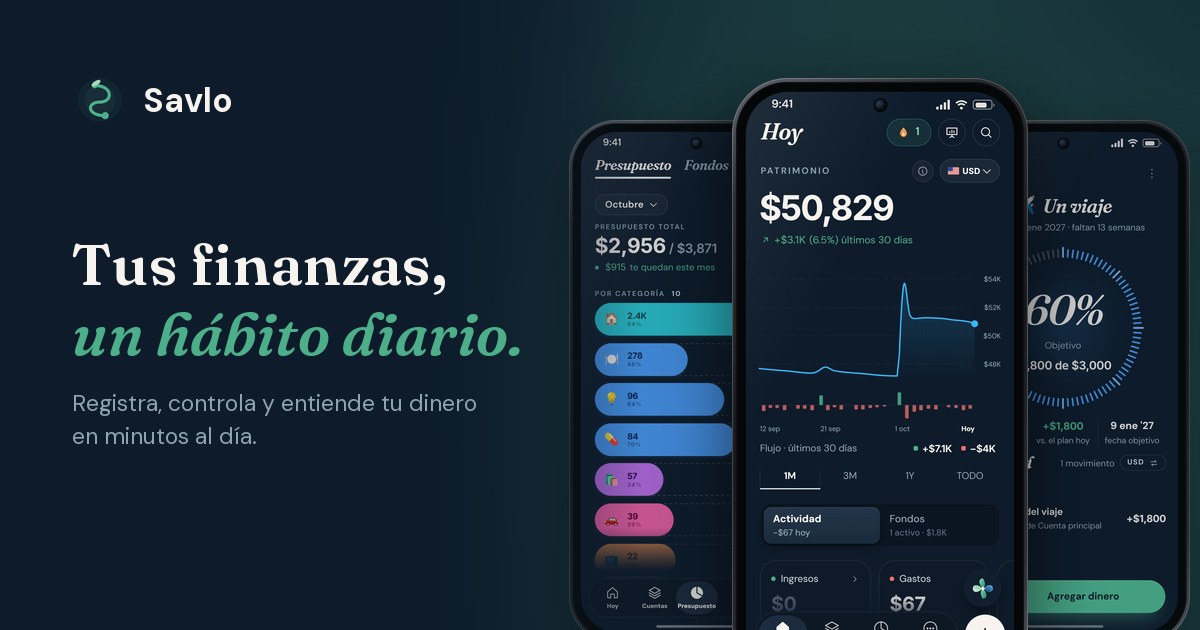 Savlo
Tus finanzas,
un hábito diario.
Registra, controla y entiende tu dinero
en minutos al día.
9:41
Presupuesto Fondos
Octubre
PRESUPUESTO TOTAL
$2,956 / $3,871
$915 te quedan este mes
POR CATEGORÍA 10
2.4K
84%
278
96
84
57
39
22
Hoy Cuentas Presupuesto
9:41
Hoy
1
PATRIMONIO
USD
$50,829
+$3.1K (6.5%) últimos 30 días
$54K
$52K
$50K
$48K
12 sep 21 sep 1 oct Hoy
Flujo · últimos 30 días +$7.1K −$4K
1M 3M 1Y TODO
Actividad
−$67 hoy
Fondos
1 activo · $1.8K
Ingresos
$0
Gastos
$67
Un viaje
ene 2027 · faltan 13 semanas
60%
Objetivo
,800 de $3,000
+$1,800
vs. el plan hoy
9 ene '27
fecha objetivo
1 movimiento USD
del viaje
de Cuenta principal
+$1,800
Agregar dinero